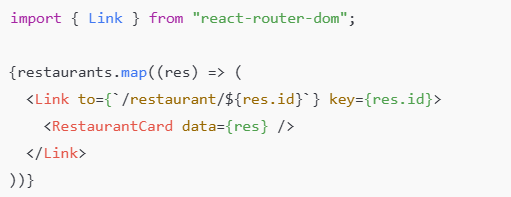 import { Link } from "react-router-dom";
{restaurants.map((res) => (
<Link to={`/restaurant/${res.id}`} key={res.id}>
<RestaurantCard data={res} />
</Link>
))}